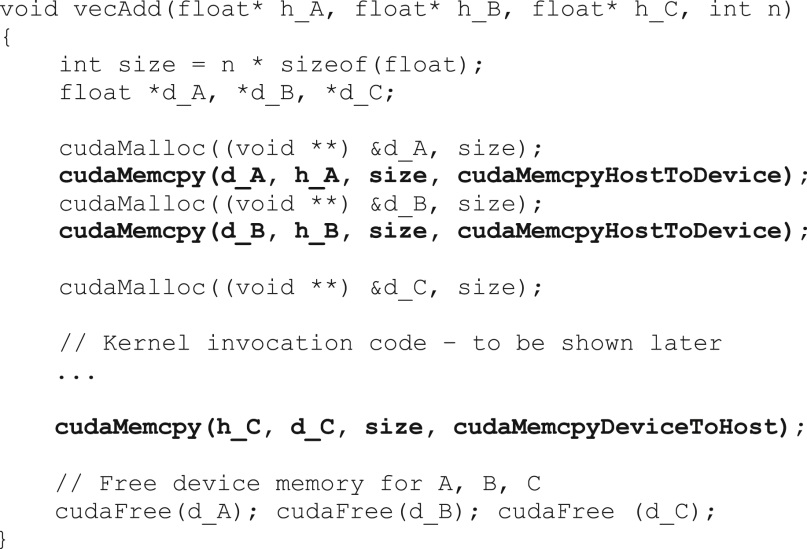 void vecAdd(float* h_A, float* h_B, float* h_C, int n)
{
int size = n * sizeof(float);
float *d_A, *d_B, *d_C;
cudaMalloc((void **) &d_A, size);
cudaMemcpy(d_A, h_A, size, cudaMemcpyHostToDevice);
cudaMalloc((void **) &d_B, size);
cudaMemcpy(d_B, h_B, size, cudaMemcpyHostToDevice);
cudaMalloc((void **) &d_C, size);
// Kernel invocation code – to be shown later
...
cudaMemcpy(h_C, d_C, size, cudaMemcpyDeviceToHost);
// Free device memory for A, B, C
cudaFree(d_A); cudaFree(d_B); cudaFree (d_C);
}